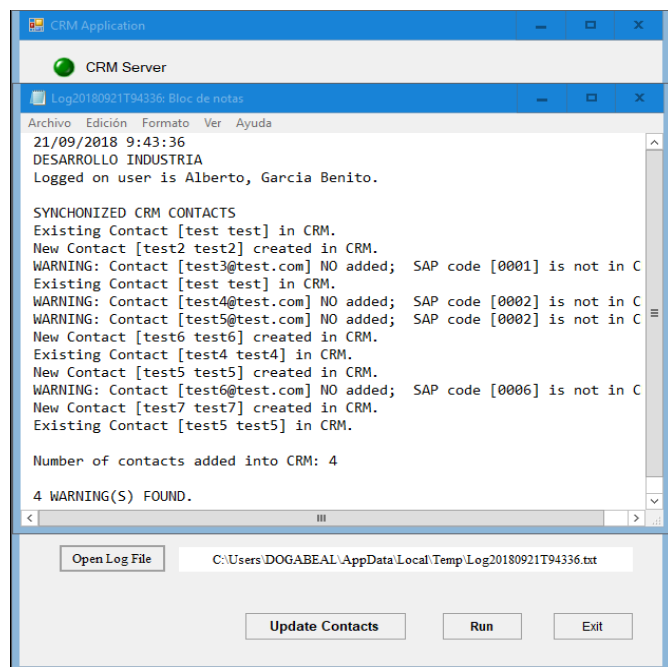 CRM Application
CRM Server
Log20180921T94336: Bloc de notas
Archivo Edición Formato Ver Ayuda
21/09/2018 9:43:36
DESARROLLO INDUSTRIA
Logged on user is Alberto, Garcia Benito.
SYNCHONIZED CRM CONTACTS
Existing Contact [test test] in CRM.
New Contact [test2 test2] created in CRM.
WARNING: Contact [test3@test.com] NO added; SAP code [0001] is not in C
Existing Contact [test test] in CRM.
WARNING: Contact [test4@test.com] NO added; SAP code [0002] is not in C
WARNING: Contact [test5@test.com] NO added; SAP code [0002] is not in C
New Contact [test6 test6] created in CRM.
Existing Contact [test4 test4] in CRM.
New Contact [test5 test5] created in CRM.
WARNING: Contact [test6@test.com] NO added; SAP code [0006] is not in C
New Contact [test7 test7] created in CRM.
Existing Contact [test5 test5] in CRM.
Number of contacts added into CRM: 4
4 WARNING(S) FOUND.
Open Log File C:\Users\DOGABEAL\AppData\Local\Temp\Log20180921T94336.txt
Update Contacts Run Exit